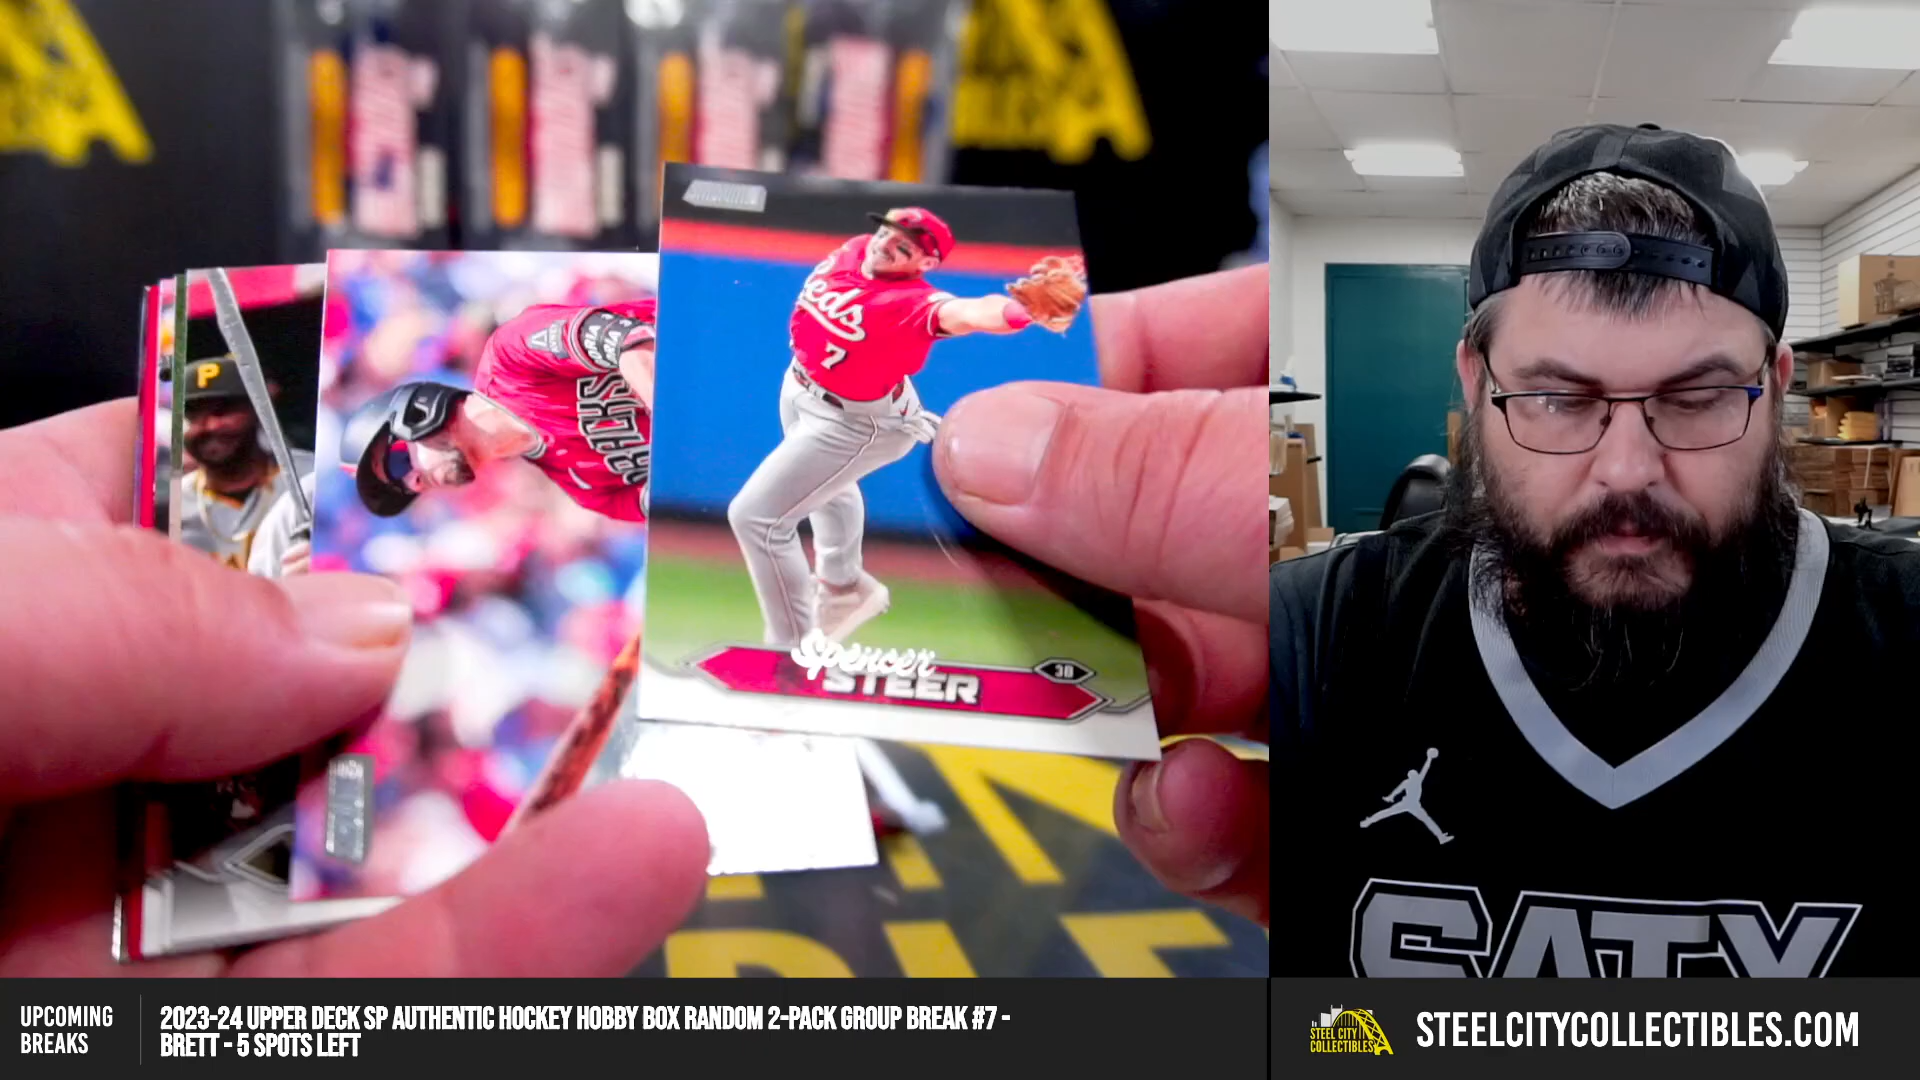 P
Reds
7
Spencer
STEER
3B
SATX
UPCOMING
BREAKS
2023-24 UPPER DECK SP AUTHENTIC HOCKEY HOBBY BOX RANDOM 2-PACK GROUP BREAK #7 -
BRETT - 5 SPOTS LEFT
STEEL CITY
COLLECTIBLES
STEELCITYCOLLECTIBLES.COM